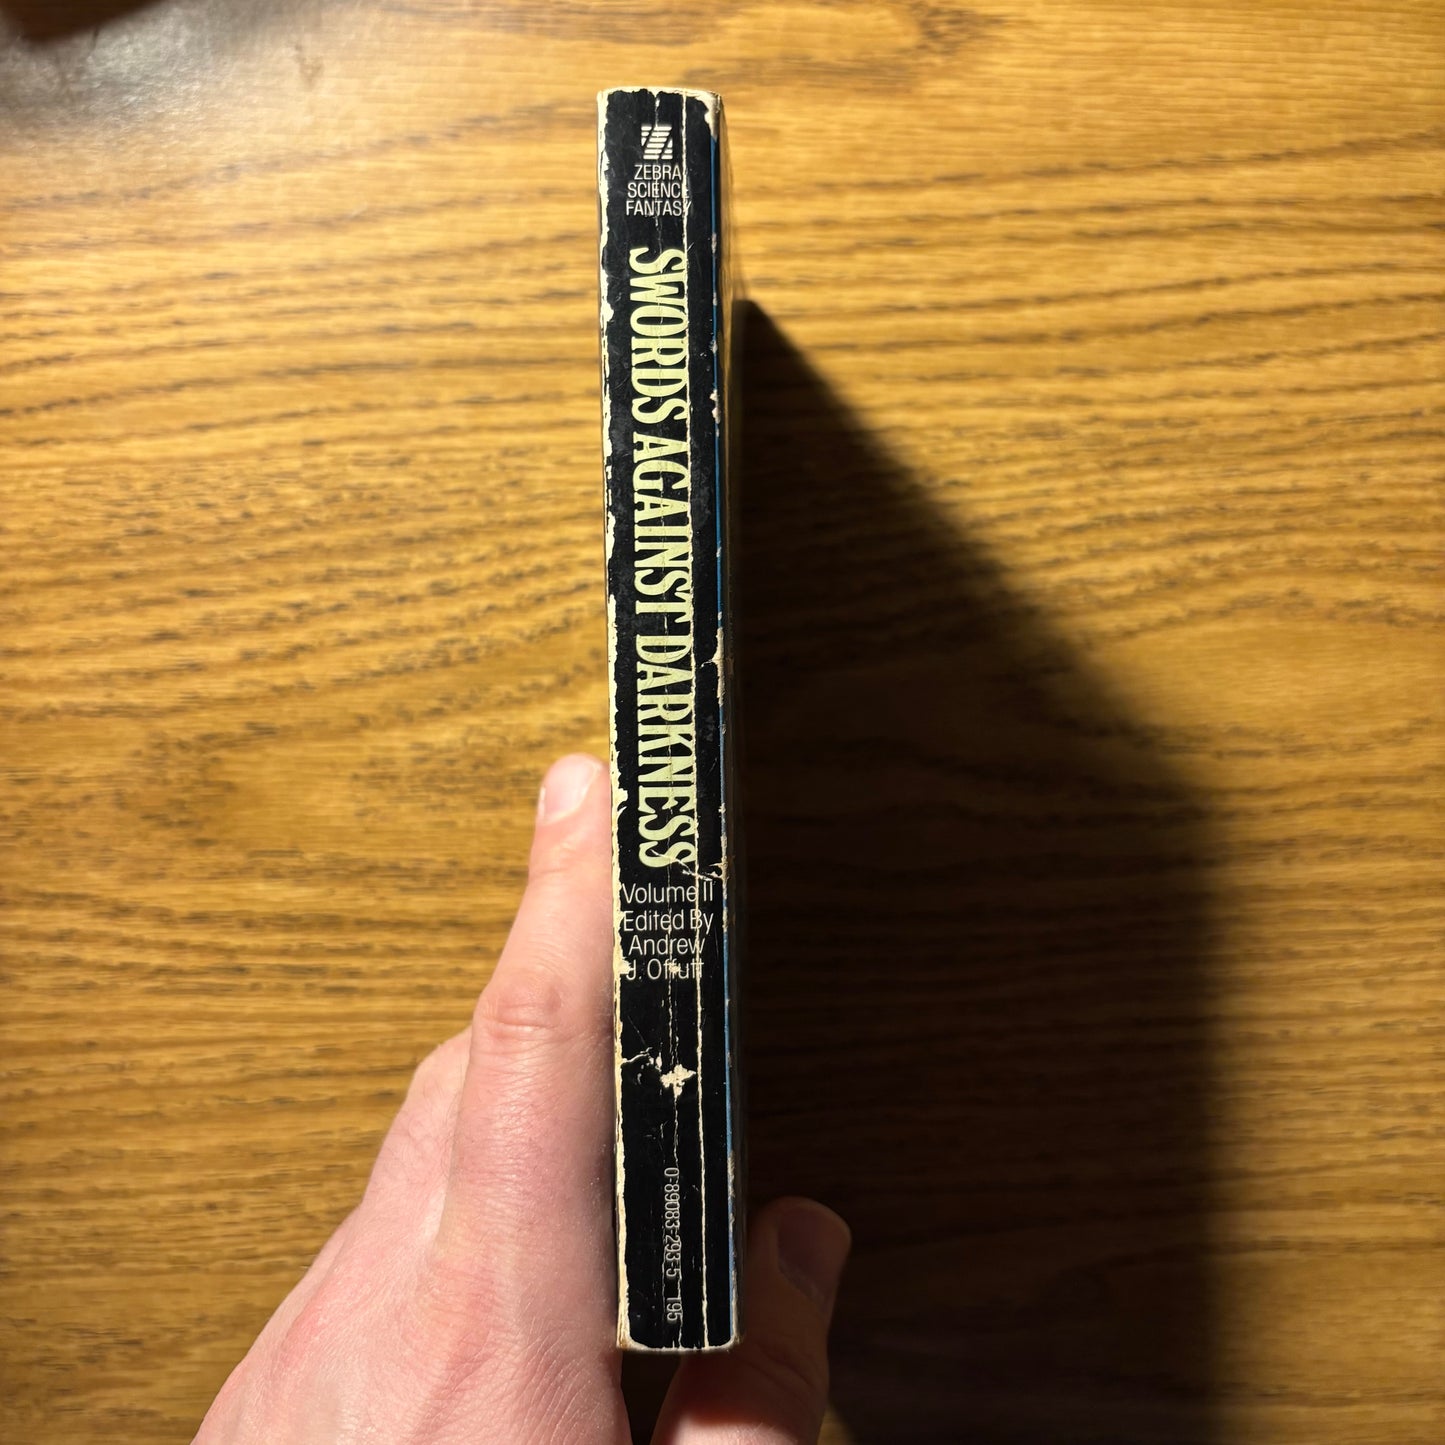 ZEBRA
SCIENCE
FANTASY
SWORDS AGAINST DARKNESS
Volume II
Edited By
Andrew
J. Offutt
0-89083-293-5 195